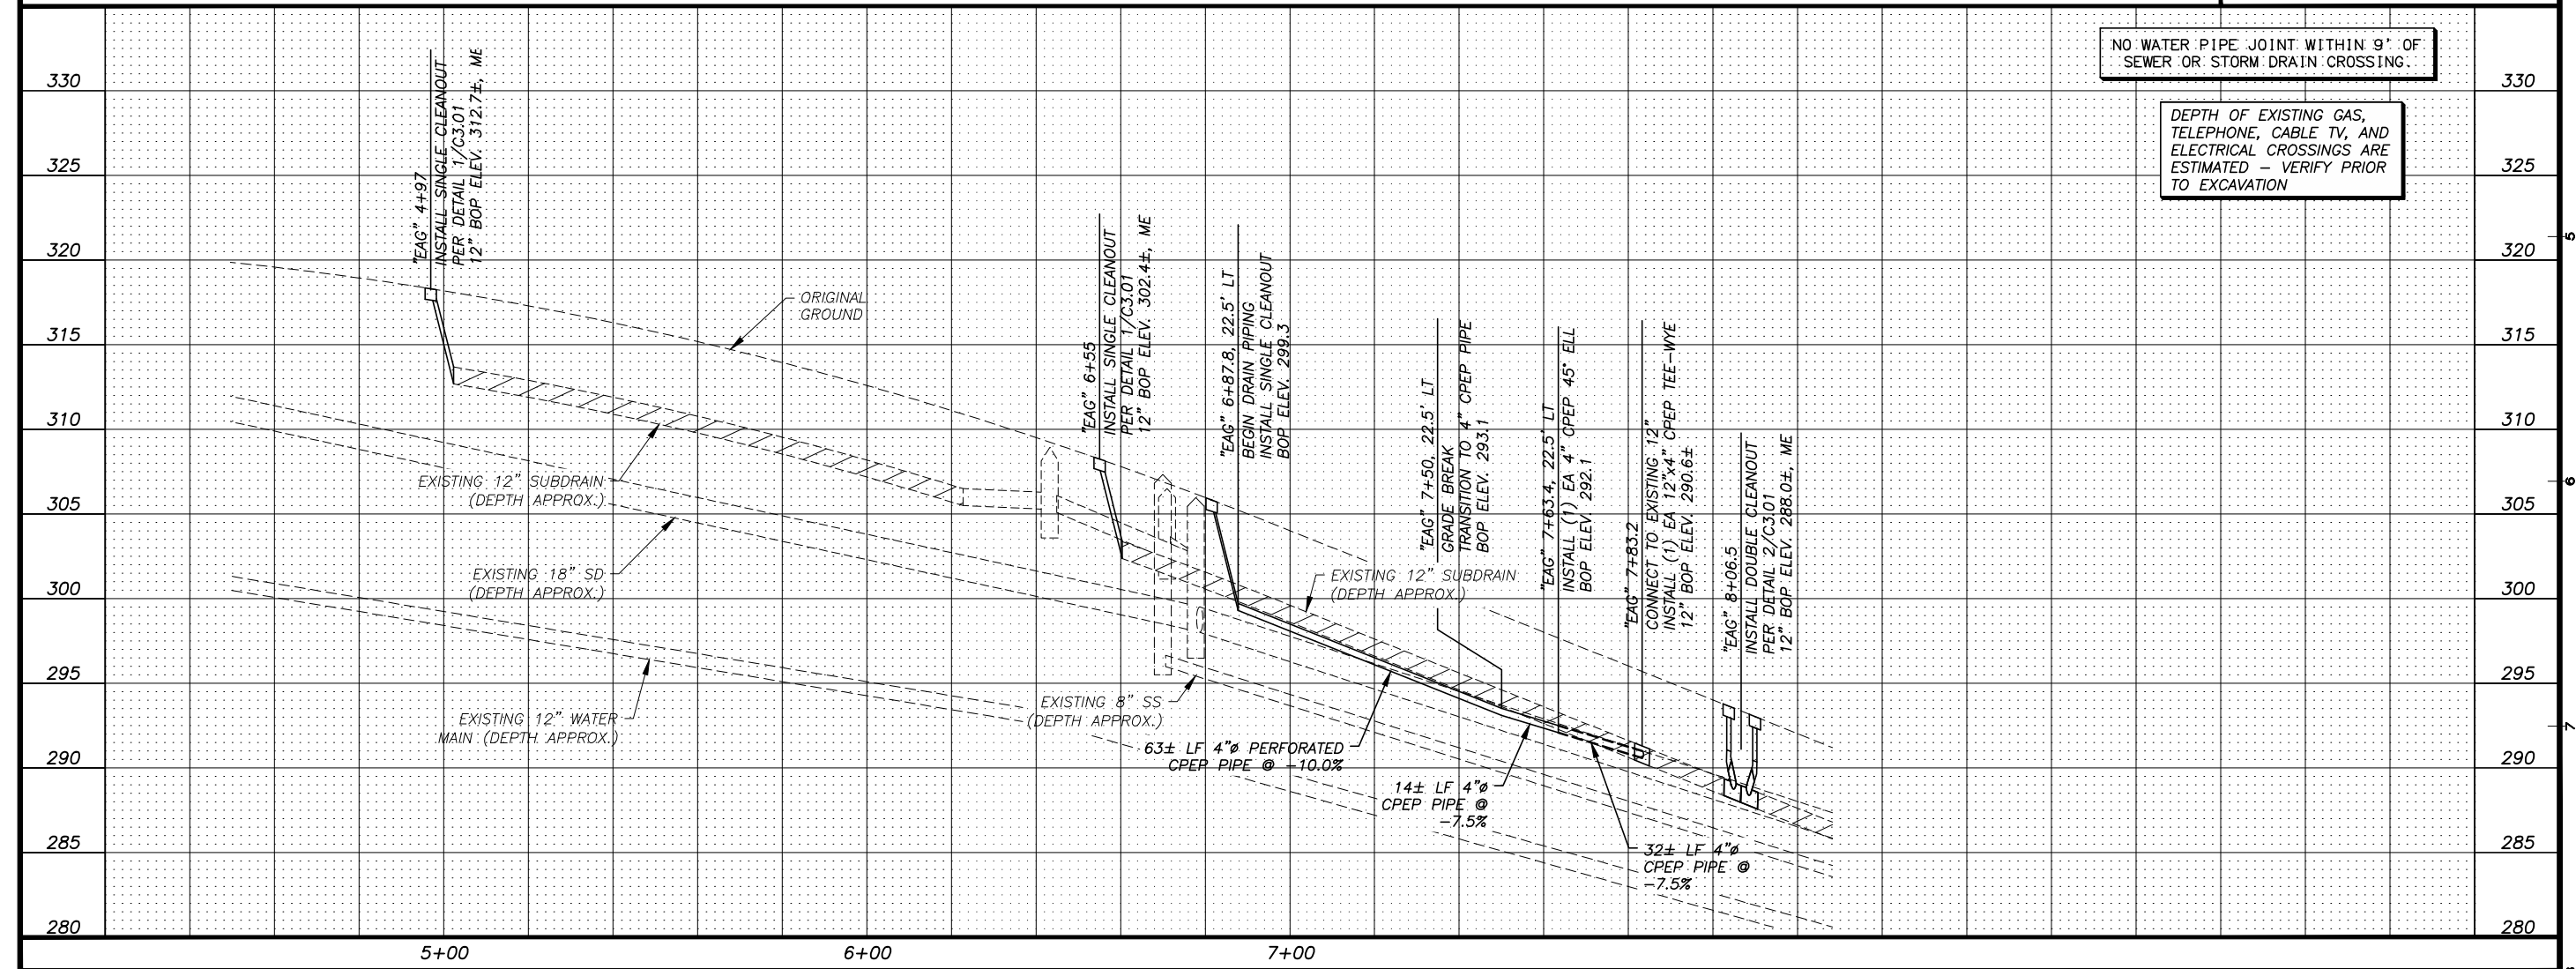 NO WATER PIPE JOINT WITHIN 9' OF
SEWER OR STORM DRAIN CROSSING.
DEPTH OF EXISTING GAS,
TELEPHONE, CABLE TV, AND
ELECTRICAL CROSSINGS ARE
ESTIMATED – VERIFY PRIOR
TO EXCAVATION
330
325
320
315
310
305
300
295
290
285
280
"EAG" 4+97
INSTALL SINGLE CLEANOUT
PER DETAIL 1/C3.01
12" BOP ELEV. 312.7±, ME
ORIGINAL
GROUND
EXISTING 12" SUBDRAIN
(DEPTH APPROX.)
EXISTING 18" SD
(DEPTH APPROX.)
EXISTING 12" WATER
MAIN (DEPTH APPROX.)
"EAG" 6+55
INSTALL SINGLE CLEANOUT
PER DETAIL 1/C3.01
12" BOP ELEV. 302.4±, ME
"EAG" 6+87.8, 22.5' LT
BEGIN DRAIN PIPING
INSTALL SINGLE CLEANOUT
BOP ELEV. 299.3
EXISTING 8" SS
(DEPTH APPROX.)
63± LF 4"ø PERFORATED
CPEP PIPE @ -10.0%
EXISTING 12" SUBDRAIN
(DEPTH APPROX.)
"EAG" 7+50, 22.5' LT
GRADE BREAK
TRANSITION TO 4" CPEP PIPE
BOP ELEV. 293.1
14± LF 4"ø
CPEP PIPE @
-7.5%
"EAG" 7+63.4, 22.5' LT
INSTALL (1) EA 4" CPEP 45° ELL
BOP ELEV. 292.1
"EAG" 7+83.2
CONNECT TO EXISTING 12"
INSTALL (1) EA 12"x4" CPEP TEE-WYE
12" BOP ELEV. 290.6±
32± LF 4"ø
CPEP PIPE @
-7.5%
"EAG" 8+06.5
INSTALL DOUBLE CLEANOUT
PER DETAIL 2/C3.01
12" BOP ELEV. 288.0±, ME
330
325
320
315
310
305
300
295
290
285
280
5
6
7
5+00
6+00
7+00